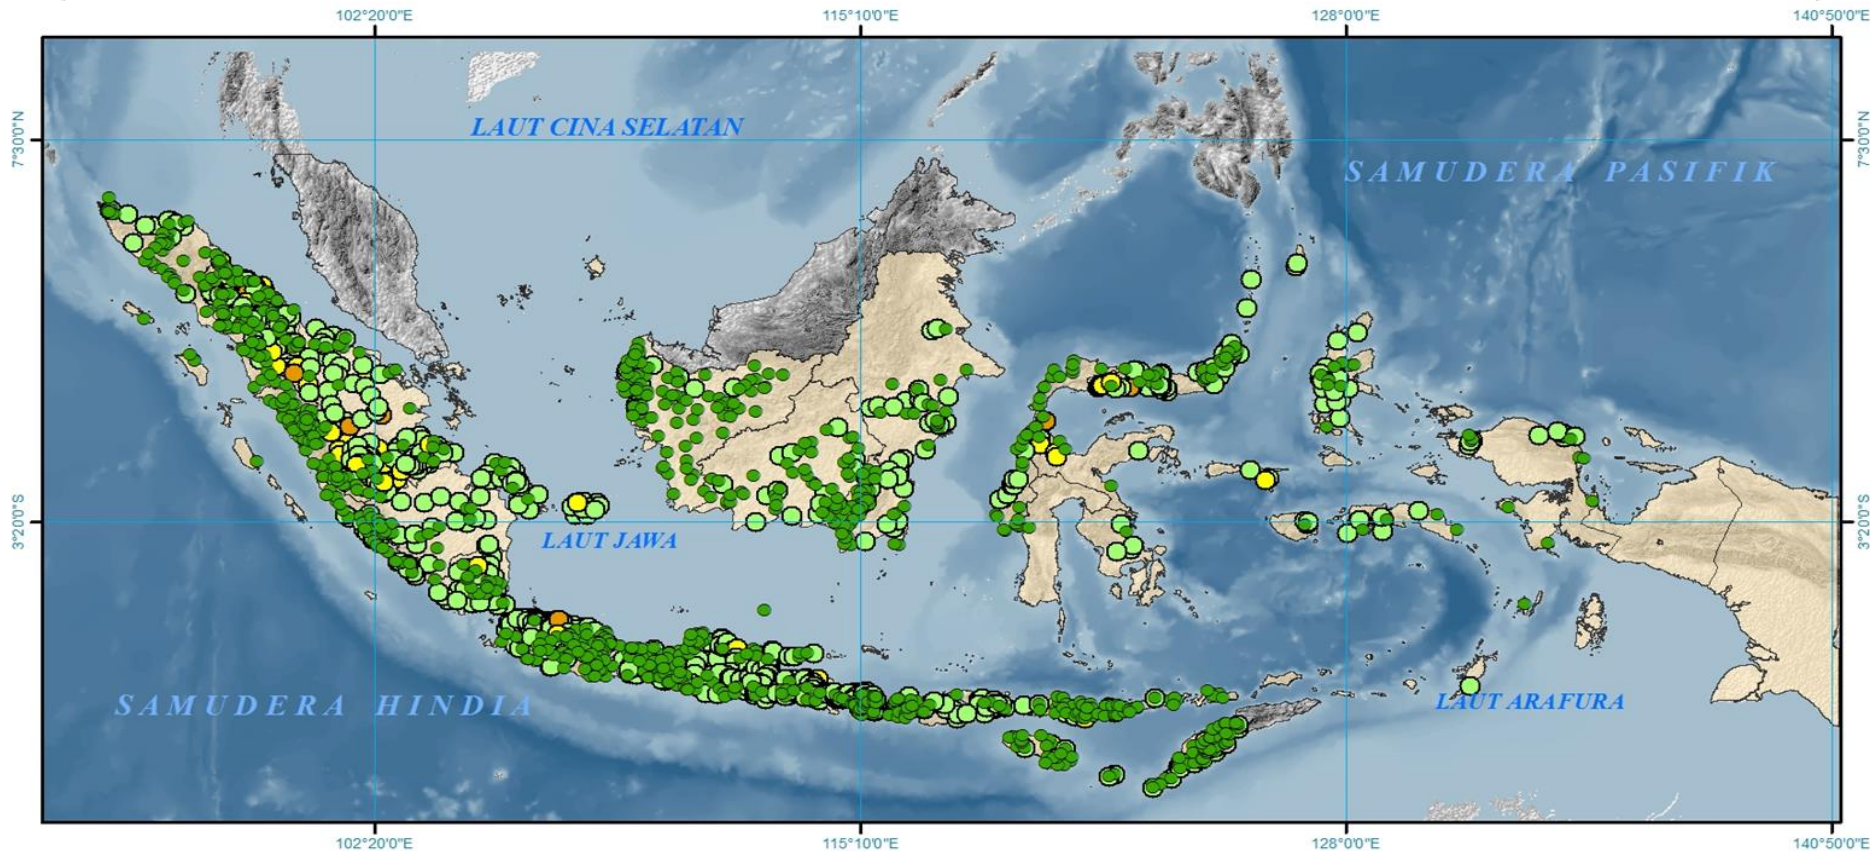 102°20'0"E 115°10'0"E 128°0'0"E 140°50'0"E
LAUT CINA SELATAN
7°30'0"N 7°30'0"N
SAMUDERA PASIFIK
3°20'0"S 3°20'0"S
LAUT JAWA
SAMUDERA HINDIA
LAUT ARAFURA
102°20'0"E 115°10'0"E 128°0'0"E 140°50'0"E